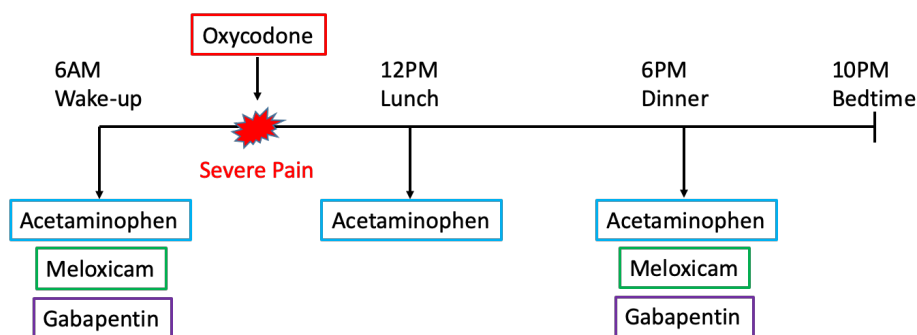 Oxycodone
6AM
Wake-up
12PM
Lunch
6PM
Dinner
10PM
Bedtime
Severe Pain
Acetaminophen
Acetaminophen
Acetaminophen
Meloxicam
Meloxicam
Gabapentin
Gabapentin